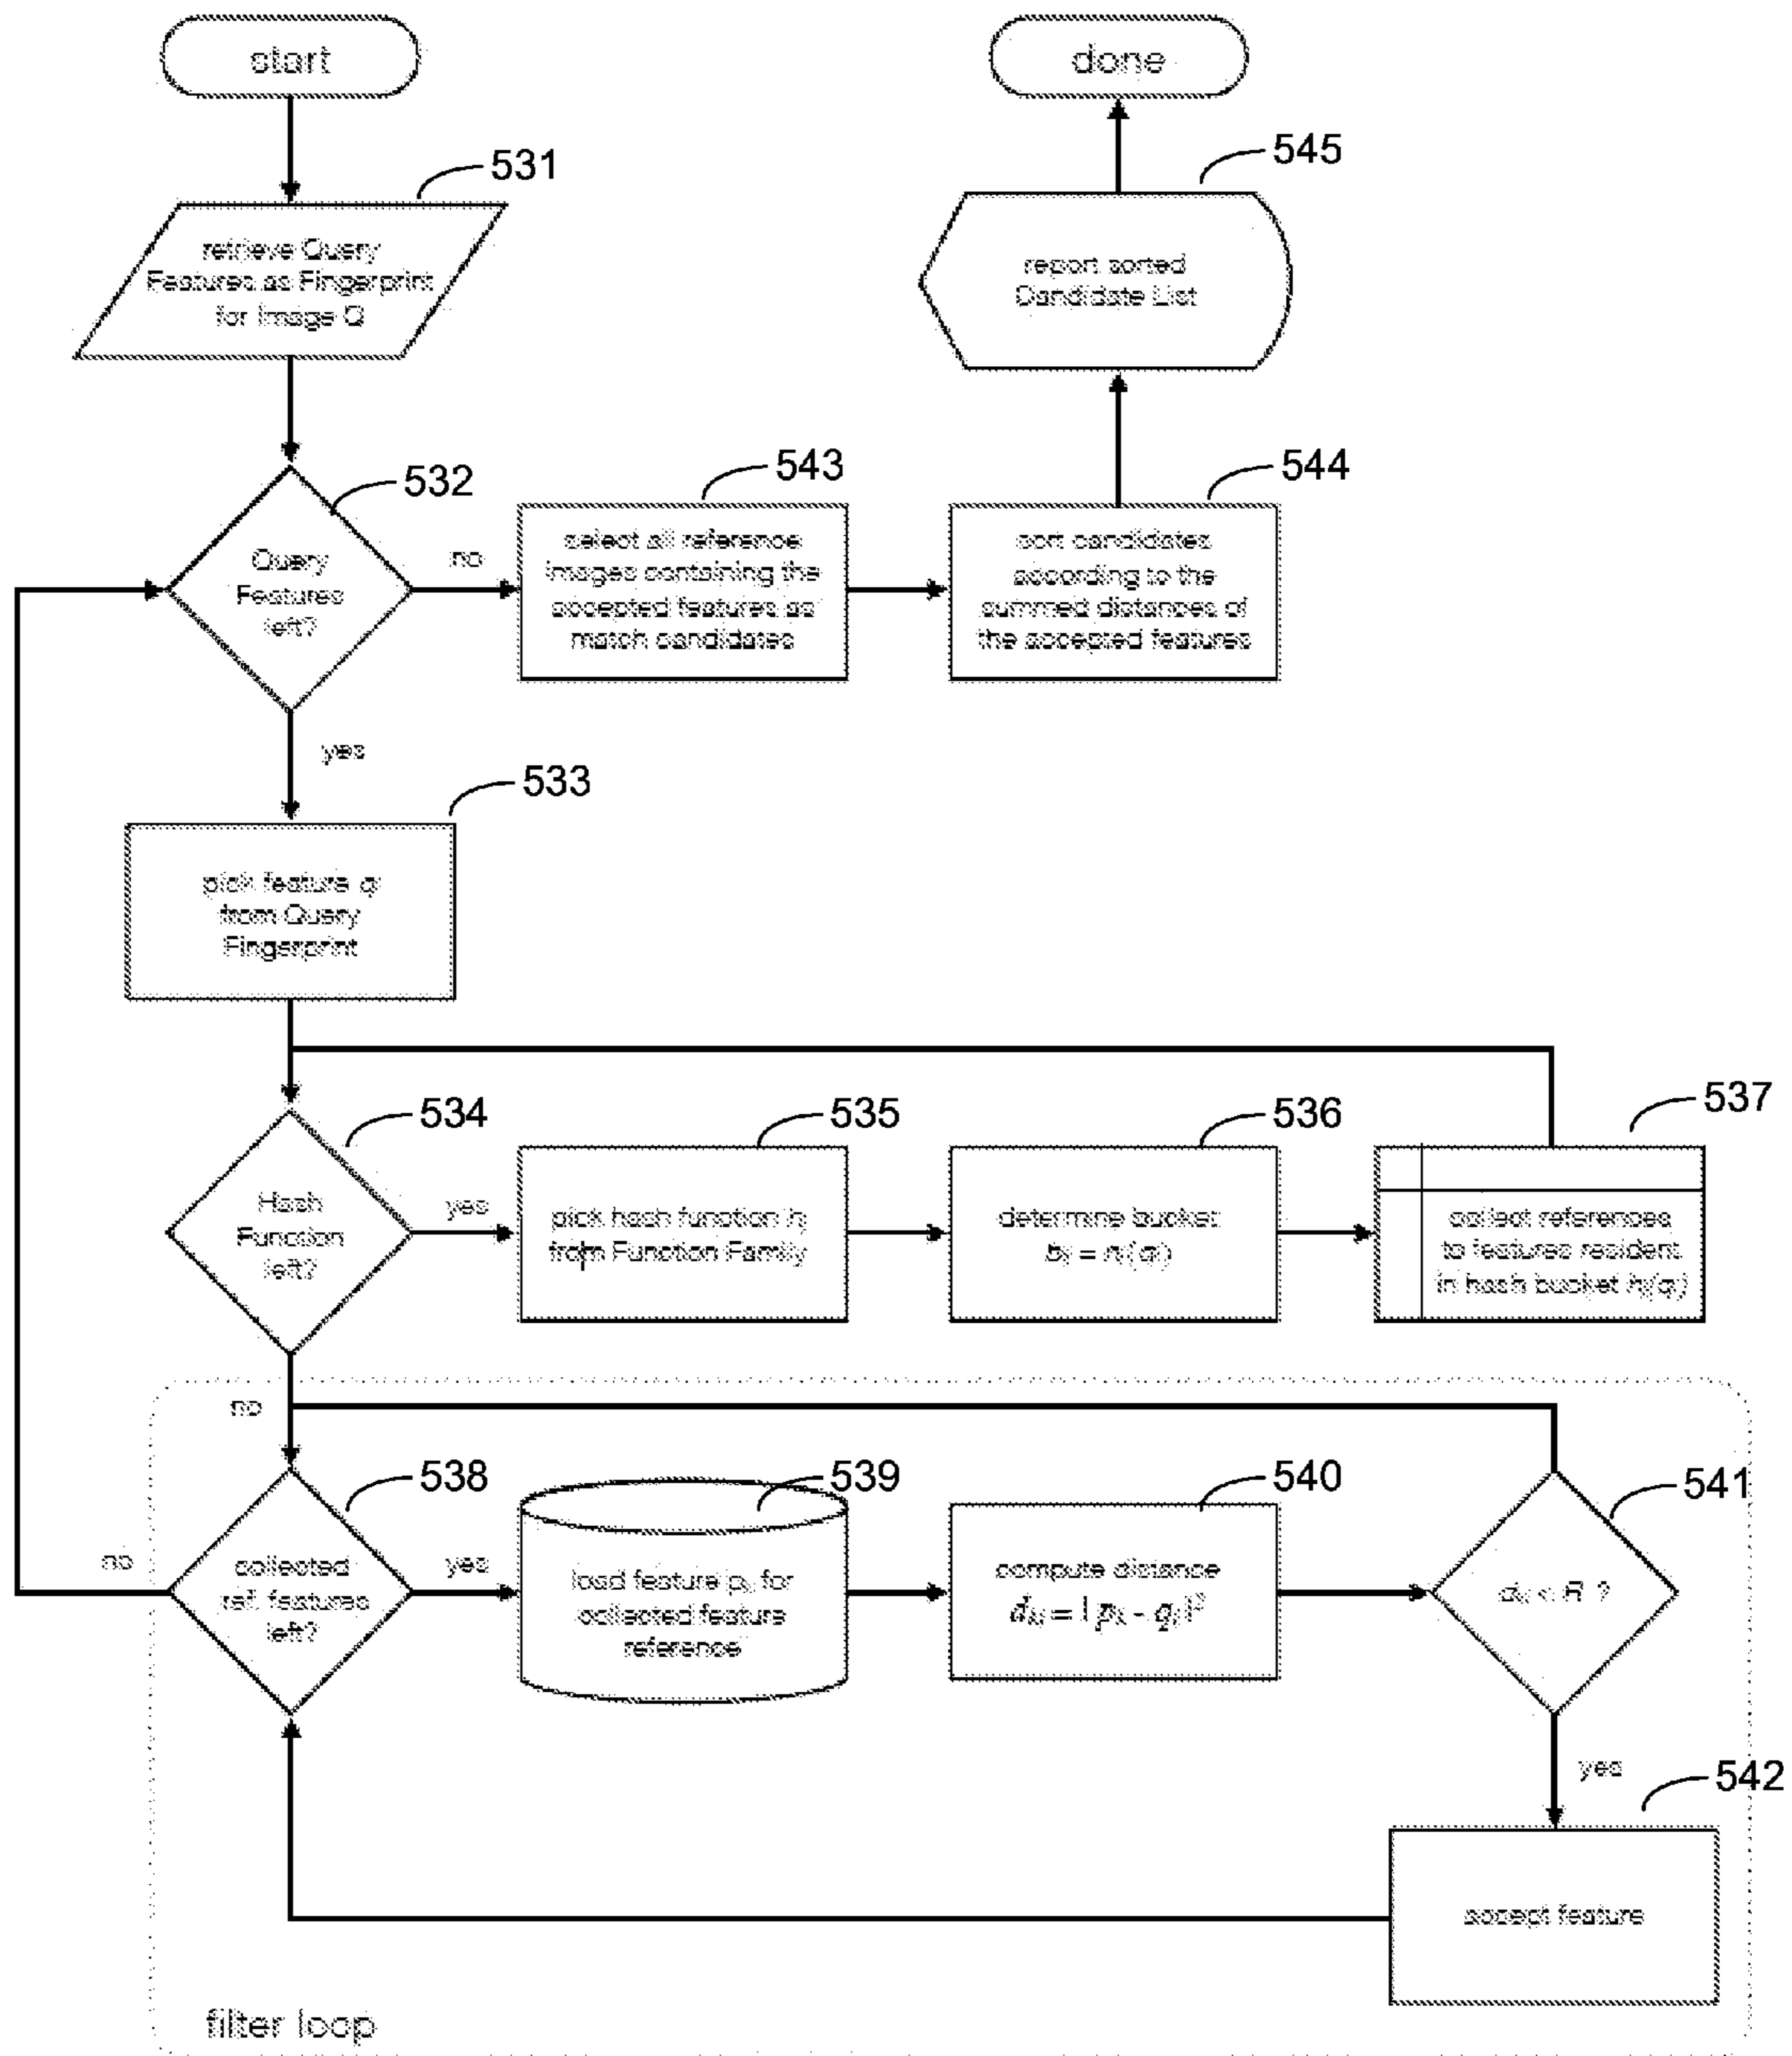 start
done
531
545
retrieve Query
Features as Fingerprint
for Image Q
report sorted
Candidate List
532
543
544
Query
Features
left?
no
select all reference
images containing the
accepted features as
match candidates
sort candidates
according to the
summed distances of
the accepted features
yes
533
pick feature qᵢ
from Query
Fingerprint
534
535
536
537
Hash
Function
left?
yes
pick hash function hⱼ
from Function Family
determine bucket
collect references
to features resident
in hash bucket hⱼ(qᵢ)
no
538
539
540
541
no
collected
ref. features
left?
yes
load feature pₖ for
collected feature
reference
compute distance
dₖᵢ = | pₖ - qᵢ |²
dₖᵢ < R ?
yes
542
accept feature
filter loop